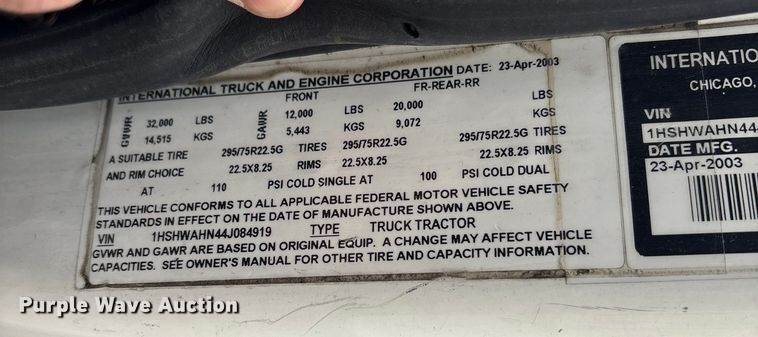 INTERNATIONAL TRUCK AND ENGINE CORPORATION DATE: 23-Apr-2003
FRONT FR-REAR-RR
GVWR 32,000 LBS GAWR 12,000 LBS 20,000 LBS
14,515 KGS 5,443 KGS 9,072 KGS
A SUITABLE TIRE 295/75R22.5G TIRES 295/75R22.5G TIRES
AND RIM CHOICE 22.5X8.25 RIMS 22.5X8.25 RIMS
AT 110 PSI COLD SINGLE AT 100 PSI COLD DUAL
THIS VEHICLE CONFORMS TO ALL APPLICABLE FEDERAL MOTOR VEHICLE SAFETY
STANDARDS IN EFFECT ON THE DATE OF MANUFACTURE SHOWN ABOVE.
VIN 1HSHWAHN44J084919 TYPE TRUCK TRACTOR
GVWR AND GAWR ARE BASED ON ORIGINAL EQUIP. A CHANGE MAY AFFECT VEHICLE
CAPACITIES. SEE OWNER'S MANUAL FOR OTHER TIRE AND CAPACITY INFORMATION.
INTERNATIO
CHICAGO,
VIN
1HSHWAHN44
DATE MFG.
23-Apr-2003
Purple Wave Auction